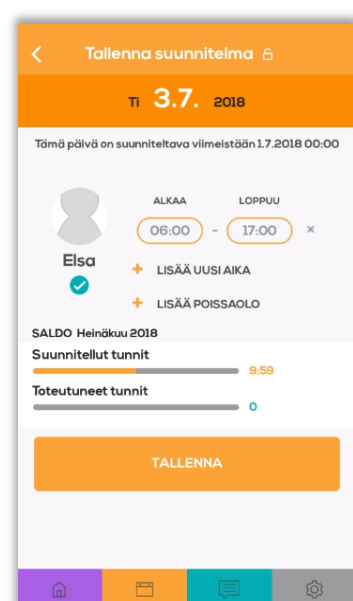 Tallenna suunnitelma
Ti 3.7. 2018
Tämä päivä on suunniteltava viimeistään 1.7.2018 00:00
ALKAA LOPPUU
06:00 - 17:00 ×
Elsa
+ LISÄÄ UUSI AIKA
+ LISÄÄ POISSAOLO
SALDO Heinäkuu 2018
Suunnitellut tunnit
9:59
Toteutuneet tunnit
0
TALLENNA